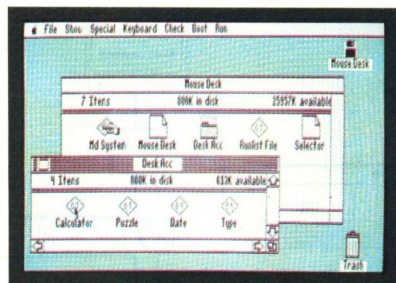 File Show Special Keyboard Check Boot Run
Mouse Desk
Mouse Desk
7 Items 800K in disk 25957K available
Md System Mouse Desk Desk Acc Runlist File Selector
Desk Acc
4 Items 800K in disk 613K available
Calculator Puzzle Date Type
Trash